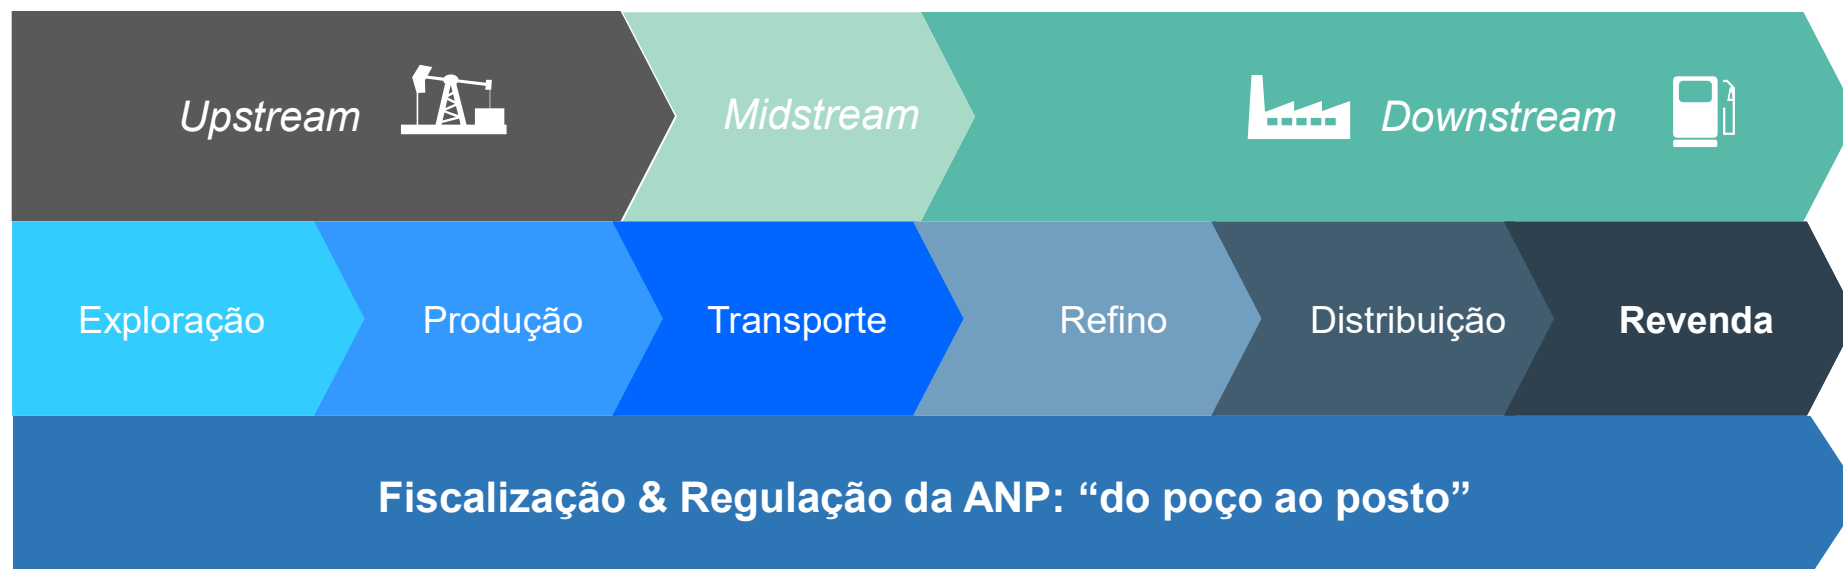 Upstream
Midstream
Downstream
Exploração
Produção
Transporte
Refino
Distribuição
Revenda
Fiscalização & Regulação da ANP: “do poço ao posto”